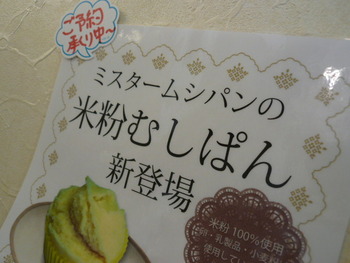 ご予約
承り中~
ミスタームシパンの
米粉むしぱん
新登場
米粉100%使用